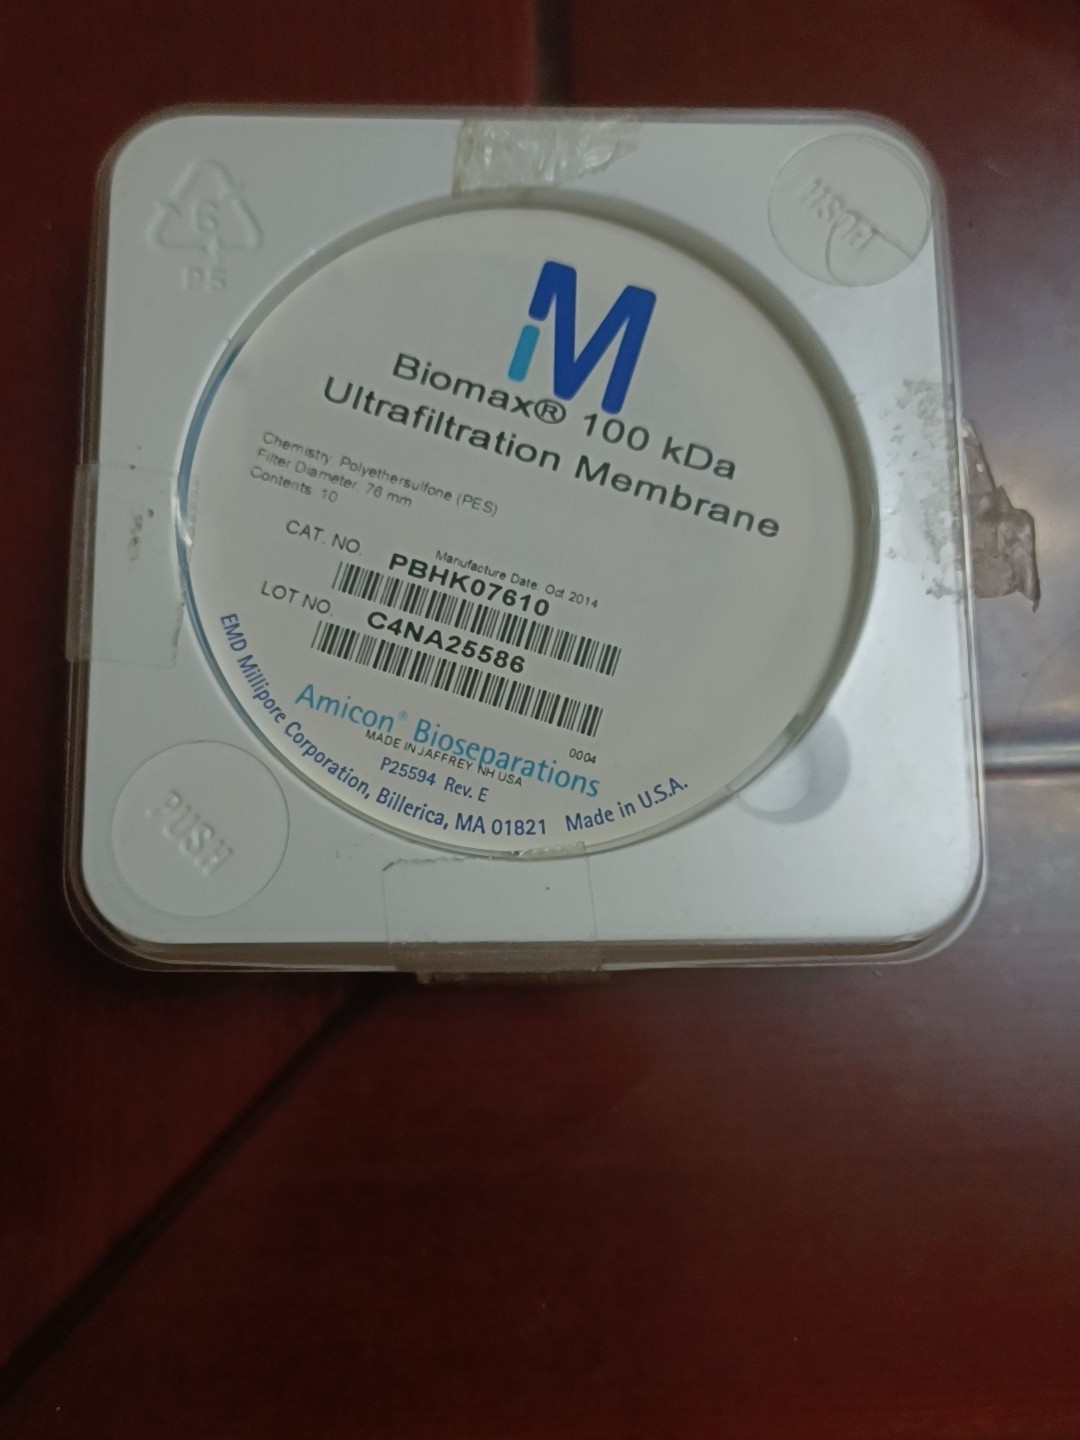 6
PS
PUSH
M
Biomax® 100 kDa
Ultrafiltration Membrane
Chemistry: Polyethersulfone (PES)
Filter Diameter: 76 mm
Contents: 10
Manufacture Date: Oct 2014
CAT. NO. PBHK07610
LOT NO. C4NA25586
0004
Amicon® Bioseparations
MADE IN JAFFREY NH USA
P25594 Rev. E
EMD Millipore Corporation, Billerica, MA 01821 Made in U.S.A.
PUSH